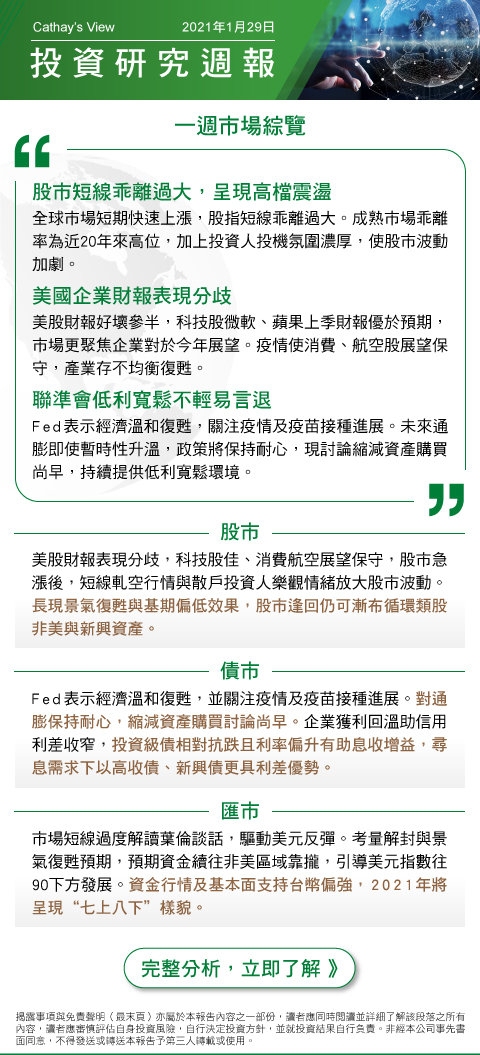 Cathay's View 2021年1月29日
投資研究週報
一週市場綜覽
股市短線乖離過大，呈現高檔震盪
全球市場短期快速上漲，股指短線乖離過大。成熟市場乖離
率為近20年來高位，加上投資人投機氛圍濃厚，使股市波動
加劇。
美國企業財報表現分歧
美股財報好壞參半，科技股微軟、蘋果上季財報優於預期，
市場更聚焦企業對於今年展望。疫情使消費、航空股展望保
守，產業存不均衡復甦。
聯準會低利寬鬆不輕易言退
Fed表示經濟溫和復甦，關注疫情及疫苗接種進展。未來通
膨即使暫時性升溫，政策將保持耐心，現討論縮減資產購買
尚早，持續提供低利寬鬆環境。
股市
美股財報表現分歧，科技股佳、消費航空展望保守，股市急
漲後，短線軋空行情與散戶投資人樂觀情緒放大股市波動。
長現景氣復甦與基期偏低效果，股市逢回仍可漸布循環類股
非美與新興資產。
債市
Fed表示經濟溫和復甦，並關注疫情及疫苗接種進展。對通
膨保持耐心，縮減資產購買討論尚早。企業獲利回溫助信用
利差收窄，投資級債相對抗跌且利率偏升有助息收增益，尋
息需求下以高收債、新興債更具利差優勢。
匯市
市場短線過度解讀葉倫談話，驅動美元反彈。考量解封與景
氣復甦預期，預期資金續往非美區域靠攏，引導美元指數往
90下方發展。資金行情及基本面支持台幣偏強，2021年將
呈現“七上八下”樣貌。
完整分析，立即了解 》
揭露事項與免責聲明（最末頁）亦屬於本報告內容之一部份，讀者應同時閱讀並詳細了解該段落之所有
內容，讀者應審慎評估自身投資風險，自行決定投資方針，並就投資結果自行負責。非經本公司事先書
面同意，不得發送或轉送本報告予第三人轉載或使用。